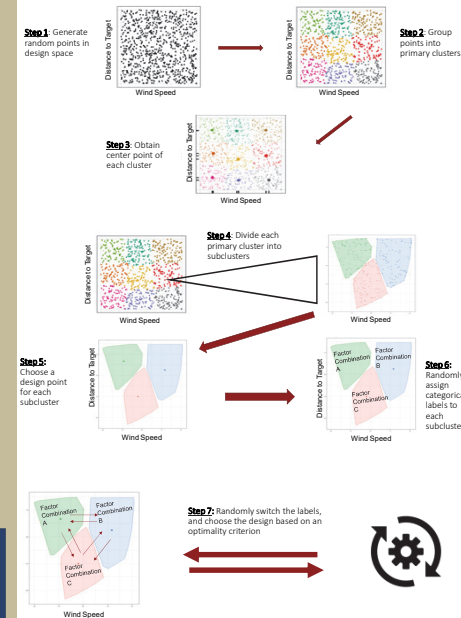 Step 1: Generate
random points in
design space
Distance to Target
Wind Speed
Step 2: Group
points into
primary clusters
Distance to Target
Wind Speed
Step 3: Obtain
center point of
each cluster
Distance to Target
Wind Speed
Step 4: Divide each
primary cluster into
subclusters
Distance to Target
Wind Speed
Wind Speed
Step 5:
Choose a
design point
for each
subcluster
Distance to Target
Wind Speed
Factor
Combination
A
Factor
Combination
B
Factor
Combination
C
Distance to Target
Wind Speed
Step 6:
Randomly
assign
categorica
labels to
each
subcluste
Factor
Combination
A
Factor
Combination
B
Factor
Combination
C
Wind Speed
Step 7: Randomly switch the labels,
and choose the design based on an
optimality criterion